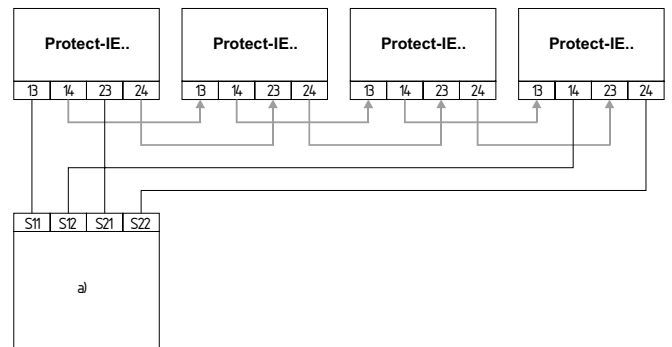 Protect-IE.. Protect-IE.. Protect-IE.. Protect-IE..
13 14 23 24 13 14 23 24 13 14 23 24 13 14 23 24
S11 S12 S21 S22
a)